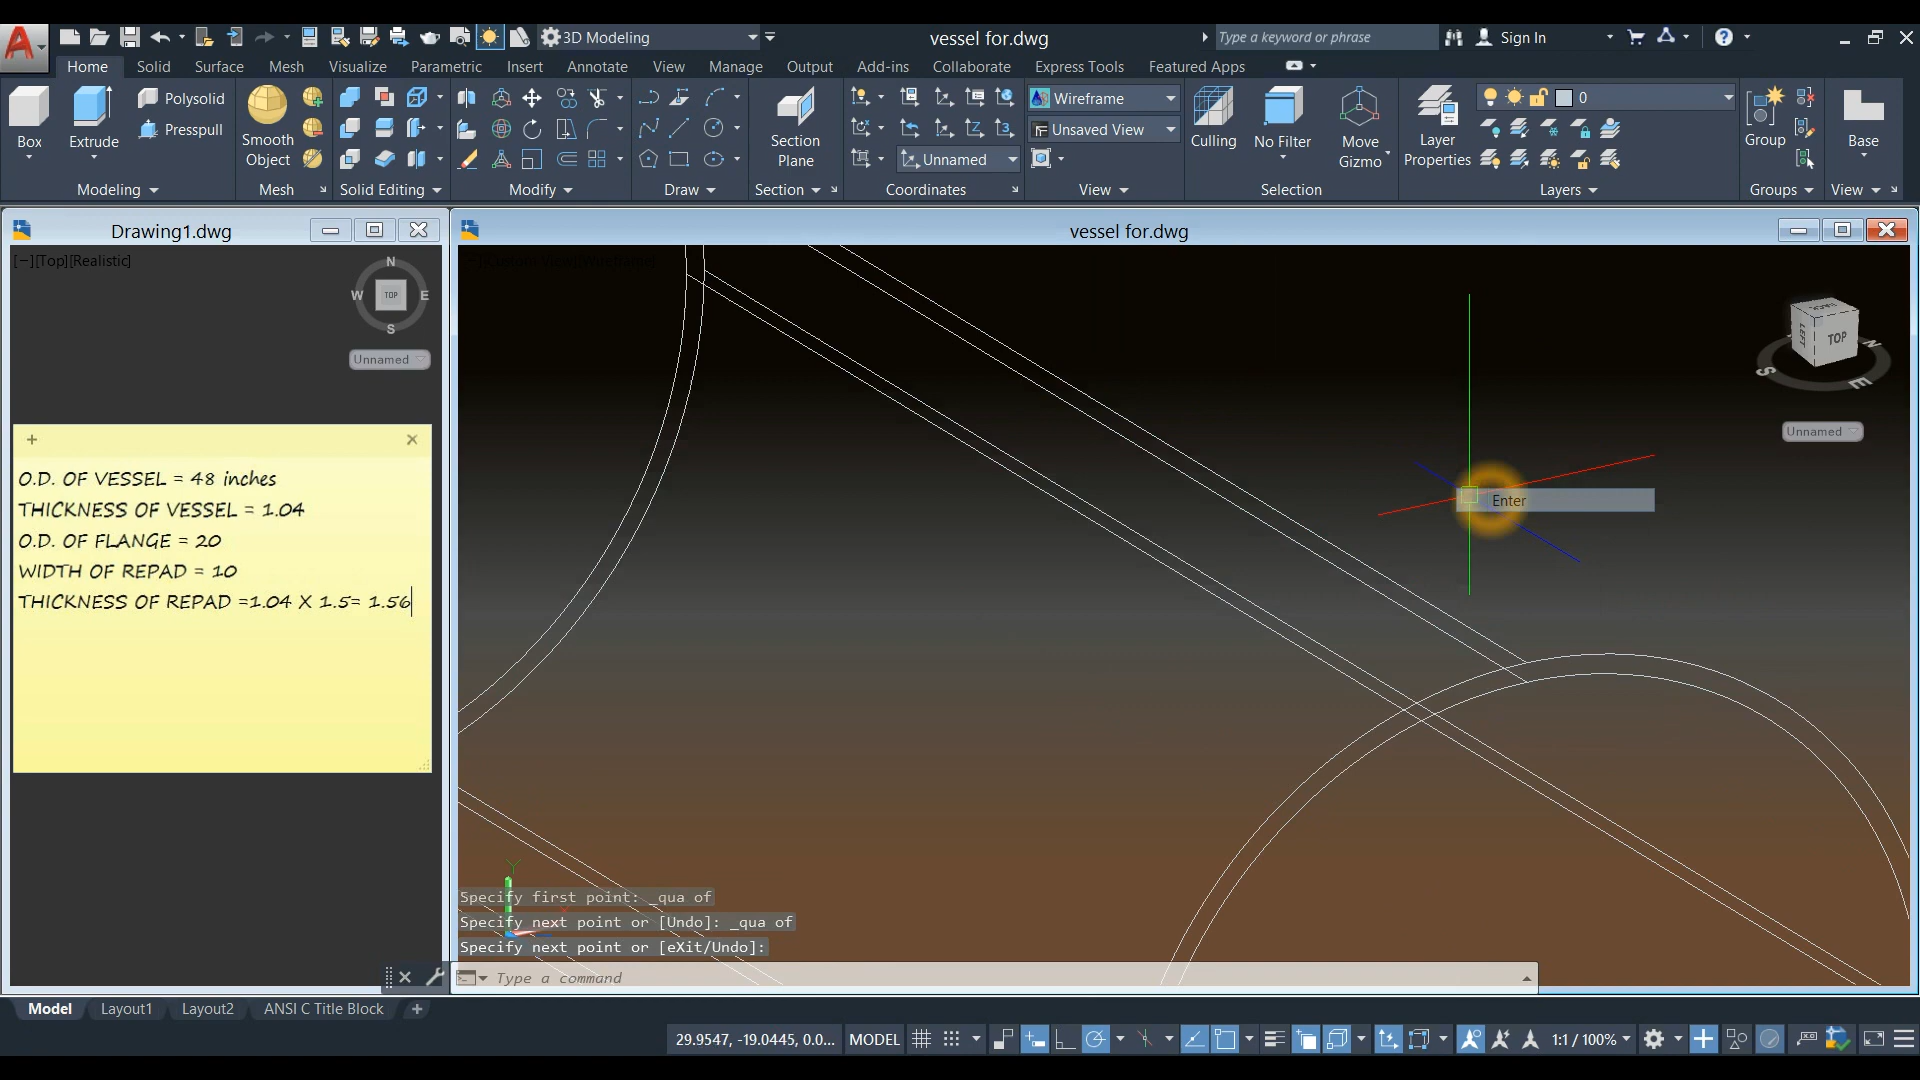 3D Modeling
vessel for.dwg
Type a keyword or phrase
Sign In
Home
Solid
Surface
Mesh
Visualize
Parametric
Insert
Annotate
View
Manage
Output
Add-ins
Collaborate
Express Tools
Featured Apps
Box
Extrude
Polysolid
Presspull
Smooth
Object
Section
Plane
Wireframe
Unsaved View
Unnamed
Culling
No Filter
Move
Gizmo
Layer
Properties
0
Group
Base
Modeling
Mesh
Solid Editing
Modify
Draw
Section
Coordinates
View
Selection
Layers
Groups
View
Drawing1.dwg
vessel for.dwg
[−][Top][Realistic]
N
W
TOP
E
S
Unnamed
O.D. OF VESSEL = 48 inches
THICKNESS OF VESSEL = 1.04
O.D. OF FLANGE = 20
WIDTH OF REPAD = 10
THICKNESS OF REPAD =1.04 X 1.5= 1.56
LEFT
TOP
N
S
E
Unnamed
Enter
Y
Specify first point: _qua of
Specify next point or [Undo]: _qua of
Specify next point or [eXit/Undo]:
Type a command
Model
Layout1
Layout2
ANSI C Title Block
29.9547, -19.0445, 0.0...
MODEL
1:1 / 100%